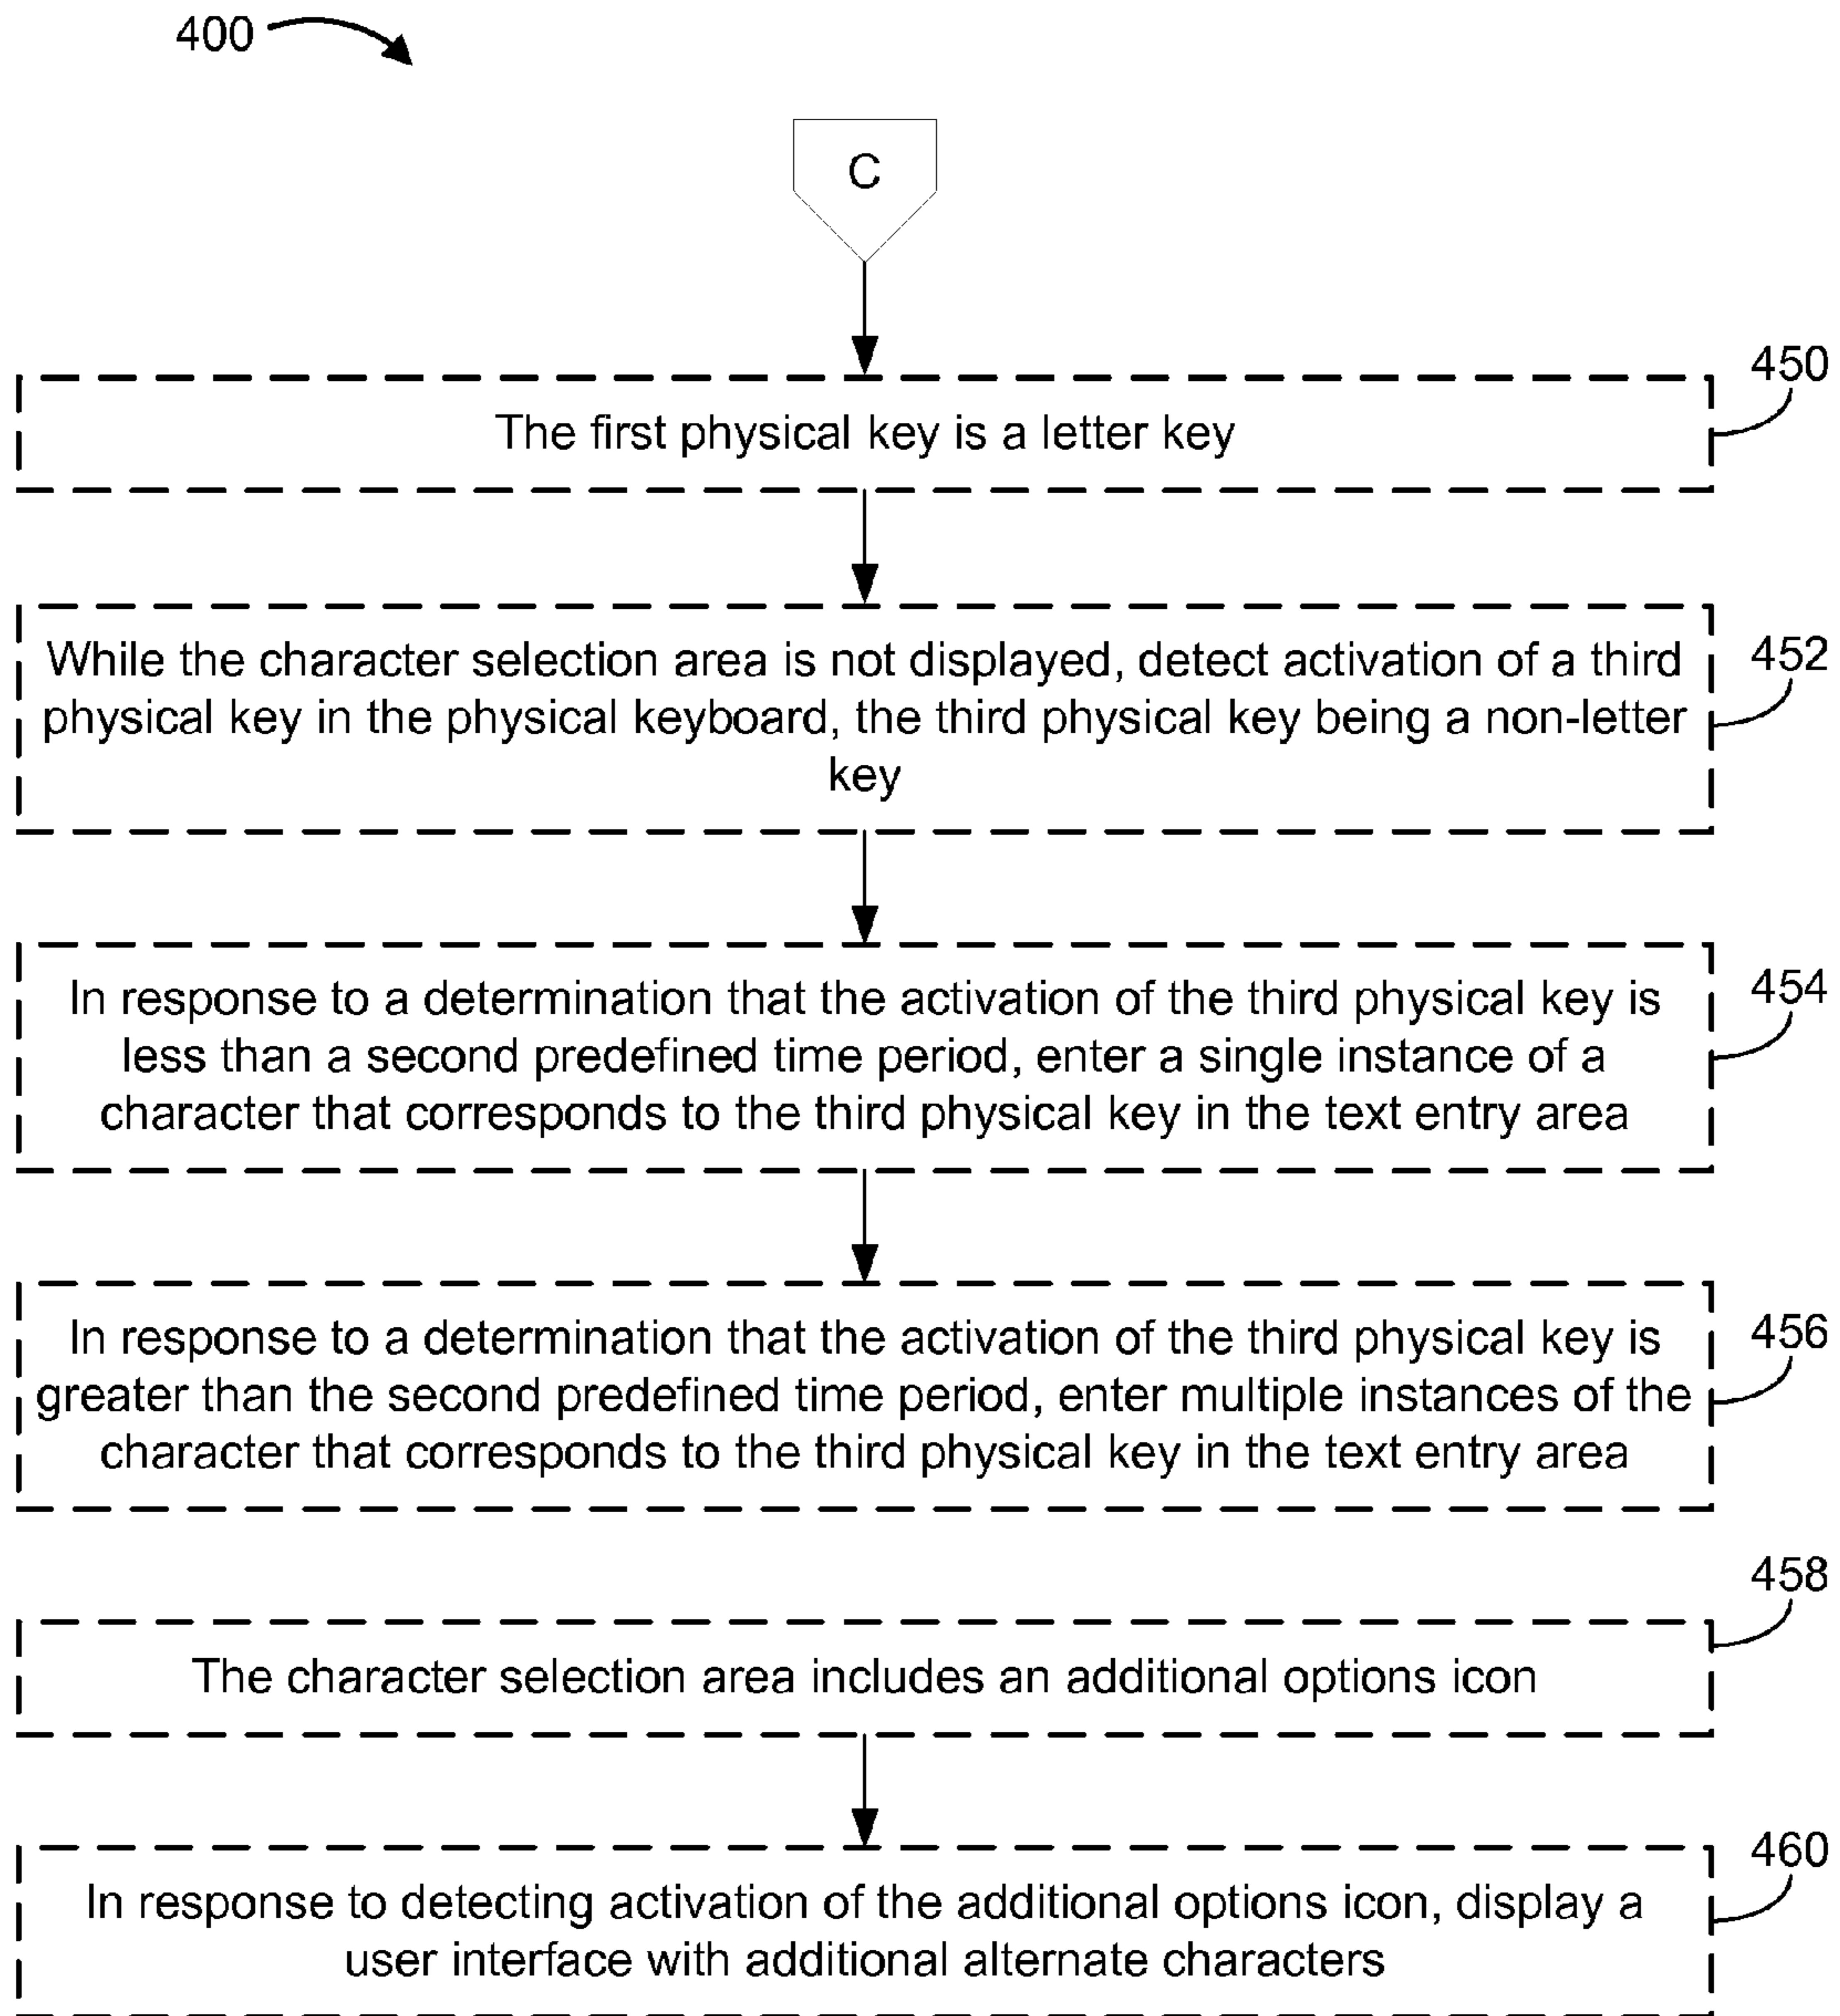 400
C
450
The first physical key is a letter key
452
While the character selection area is not displayed, detect activation of a third
physical key in the physical keyboard, the third physical key being a non-letter
key
454
In response to a determination that the activation of the third physical key is
less than a second predefined time period, enter a single instance of a
character that corresponds to the third physical key in the text entry area
456
In response to a determination that the activation of the third physical key is
greater than the second predefined time period, enter multiple instances of the
character that corresponds to the third physical key in the text entry area
458
The character selection area includes an additional options icon
460
In response to detecting activation of the additional options icon, display a
user interface with additional alternate characters